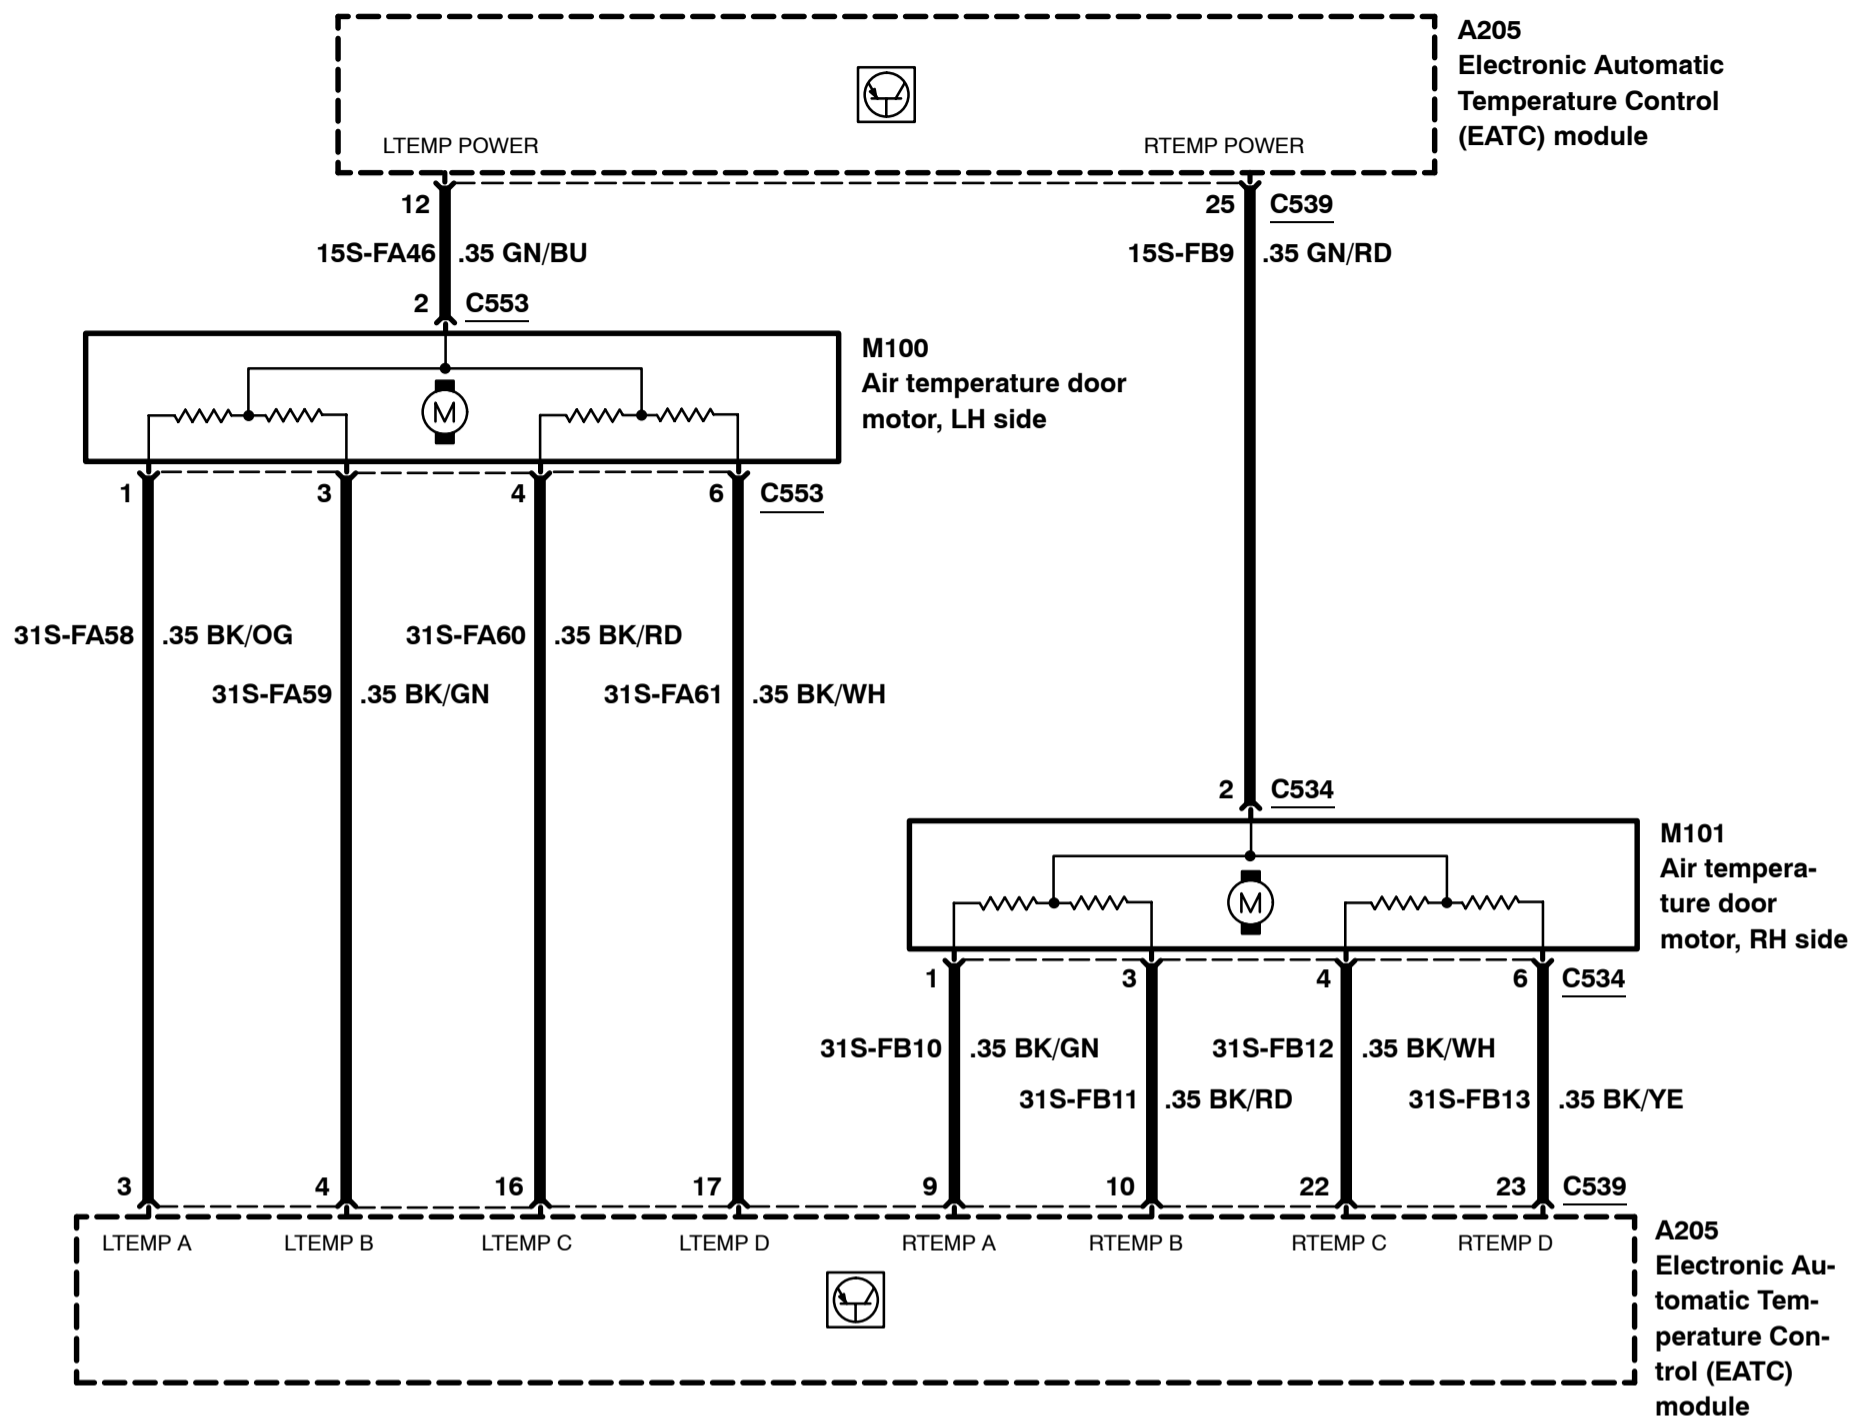 A205
Electronic Automatic
Temperature Control
(EATC) module
LTEMP POWER
RTEMP POWER
12
25
C539
15S-FA46
.35 GN/BU
15S-FB9
.35 GN/RD
2
C553
M100
Air temperature door
motor, LH side
M
1
3
4
6
C553
31S-FA58
.35 BK/OG
31S-FA60
.35 BK/RD
31S-FA59
.35 BK/GN
31S-FA61
.35 BK/WH
2
C534
M101
Air tempera-
ture door
motor, RH side
M
1
3
4
6
C534
31S-FB10
.35 BK/GN
31S-FB12
.35 BK/WH
31S-FB11
.35 BK/RD
31S-FB13
.35 BK/YE
3
4
16
17
9
10
22
23
C539
LTEMP A
LTEMP B
LTEMP C
LTEMP D
RTEMP A
RTEMP B
RTEMP C
RTEMP D
A205
Electronic Au-
tomatic Tem-
perature Con-
trol (EATC)
module